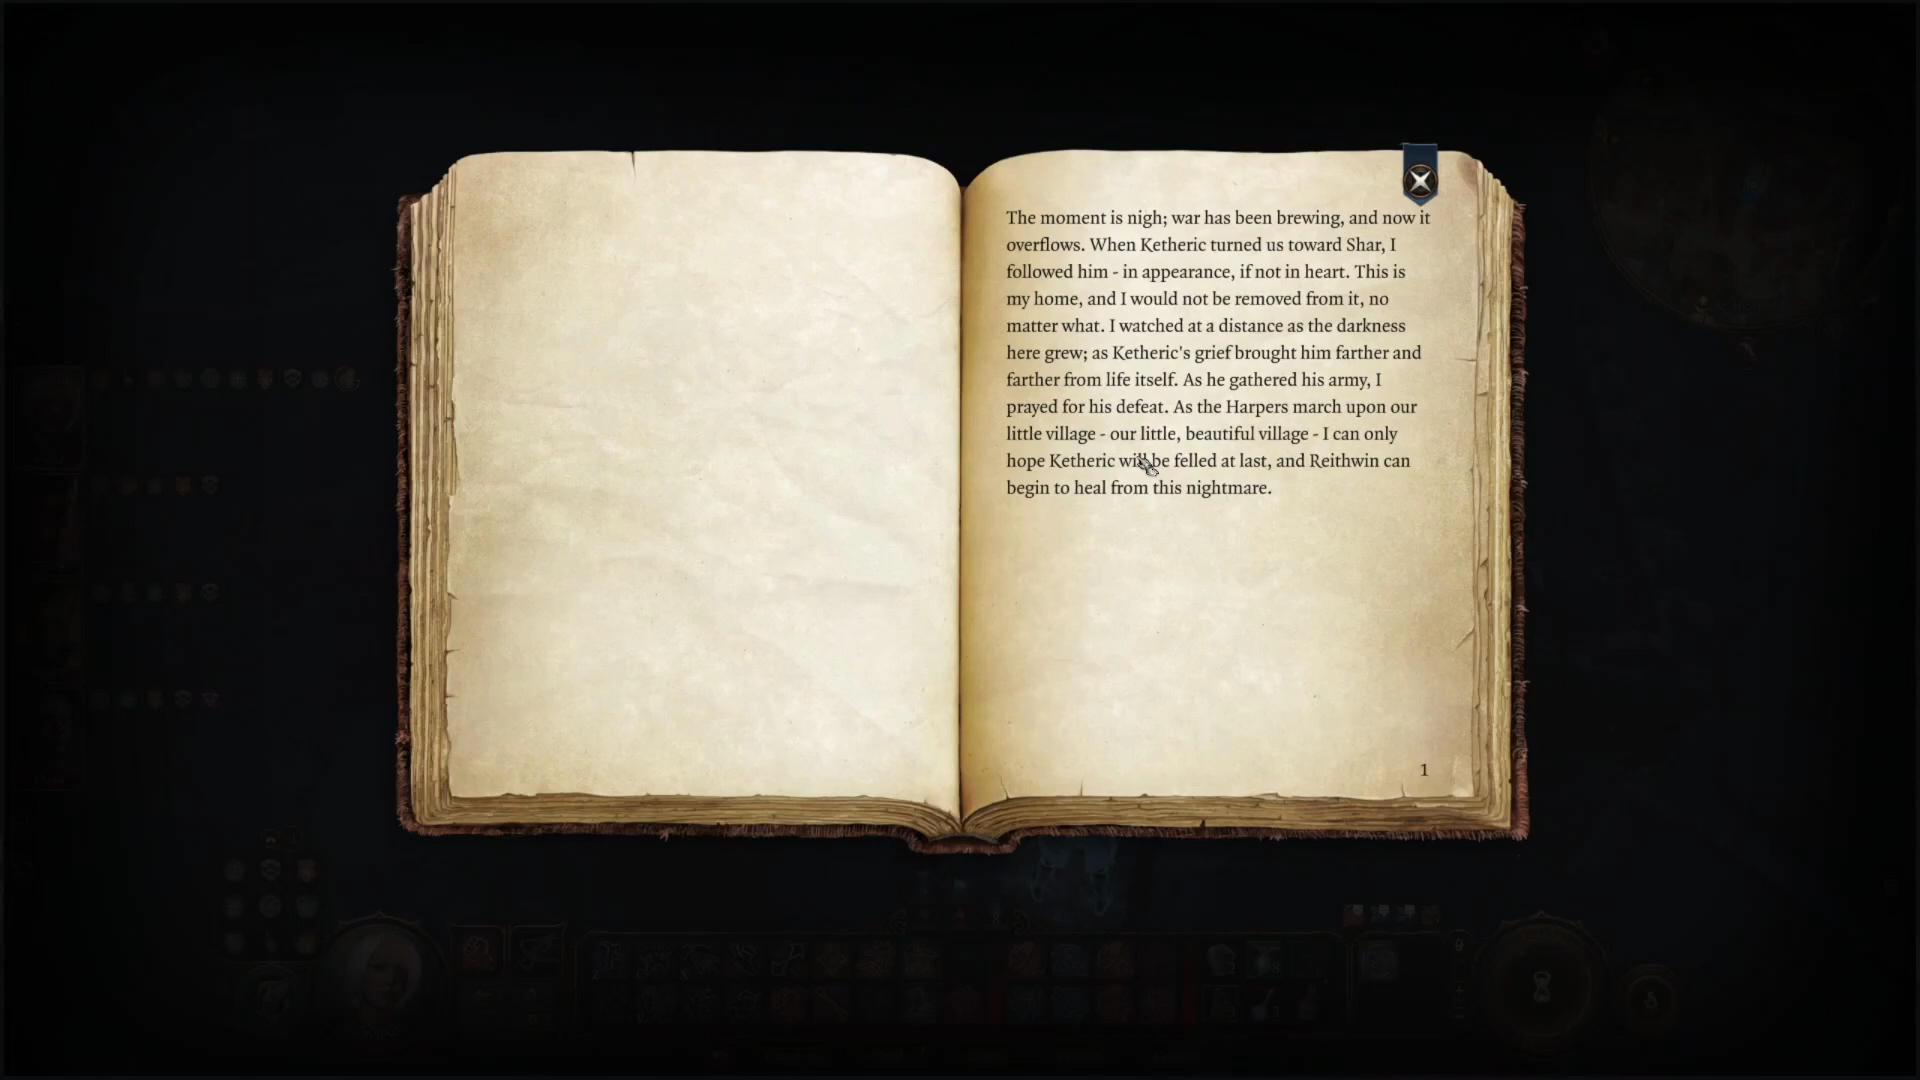 The moment is nigh; war has been brewing, and now it
overflows. When Ketheric turned us toward Shar, I
followed him - in appearance, if not in heart. This is
my home, and I would not be removed from it, no
matter what. I watched at a distance as the darkness
here grew; as Ketheric's grief brought him farther and
farther from life itself. As he gathered his army, I
prayed for his defeat. As the Harpers march upon our
little village - our little, beautiful village - I can only
hope Ketheric will be felled at last, and Reithwin can
begin to heal from this nightmare.
1